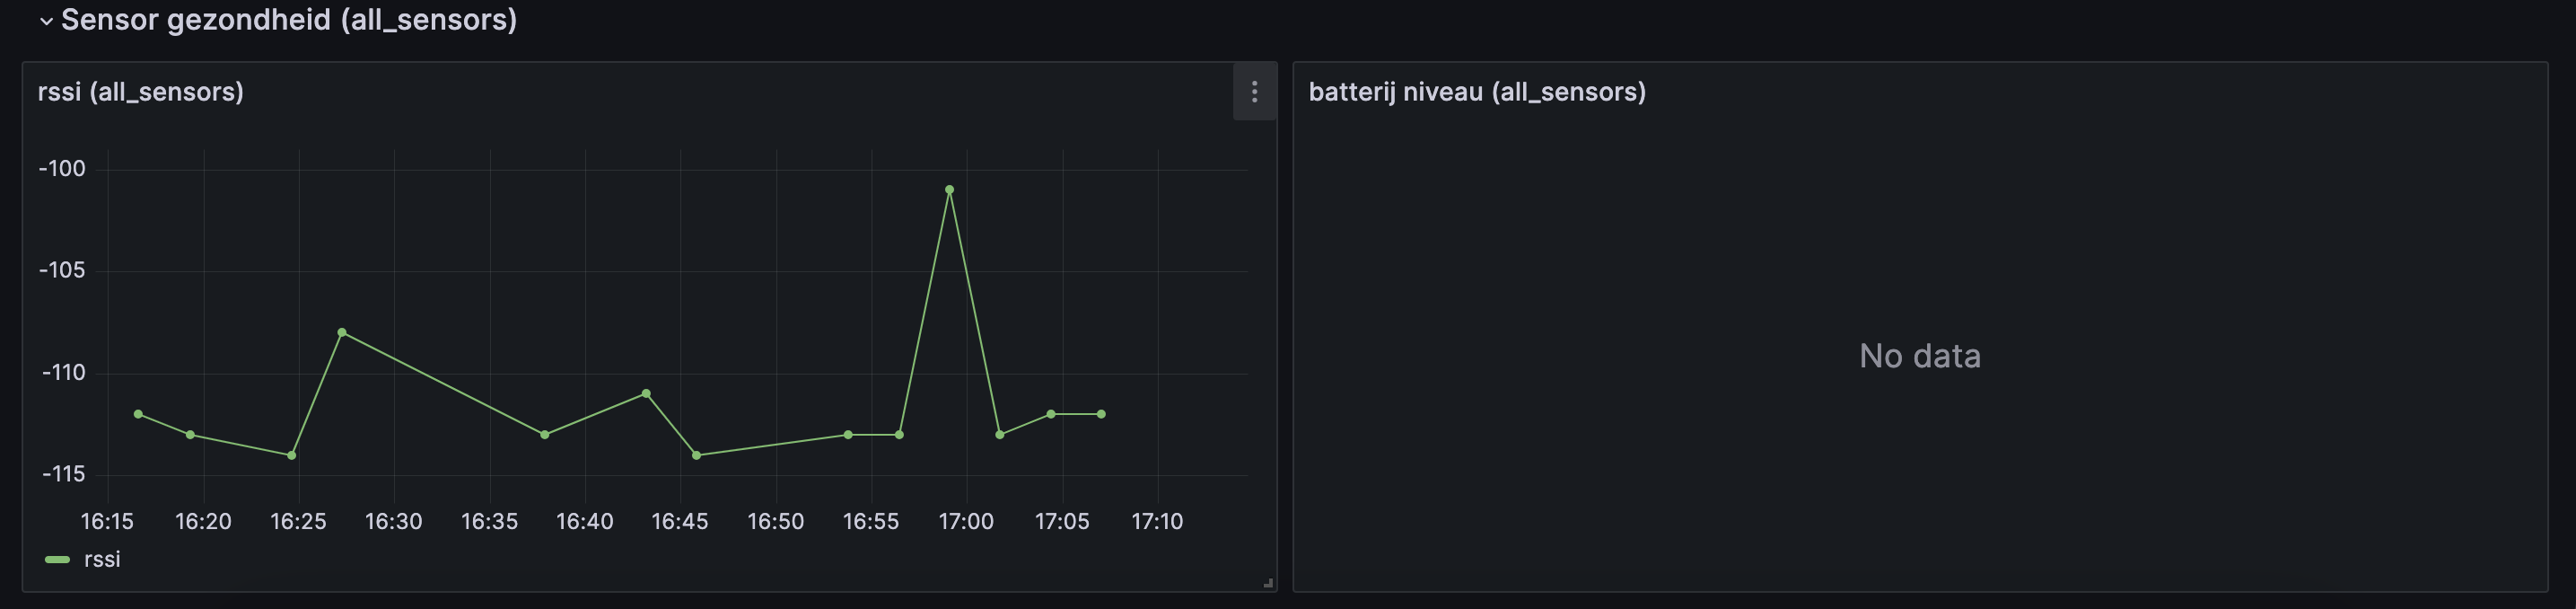 Sensor gezondheid (all_sensors)
rssi (all_sensors)
-100
-105
-110
-115
16:15 16:20 16:25 16:30 16:35 16:40 16:45 16:50 16:55 17:00 17:05 17:10
rssi
batterij niveau (all_sensors)
No data